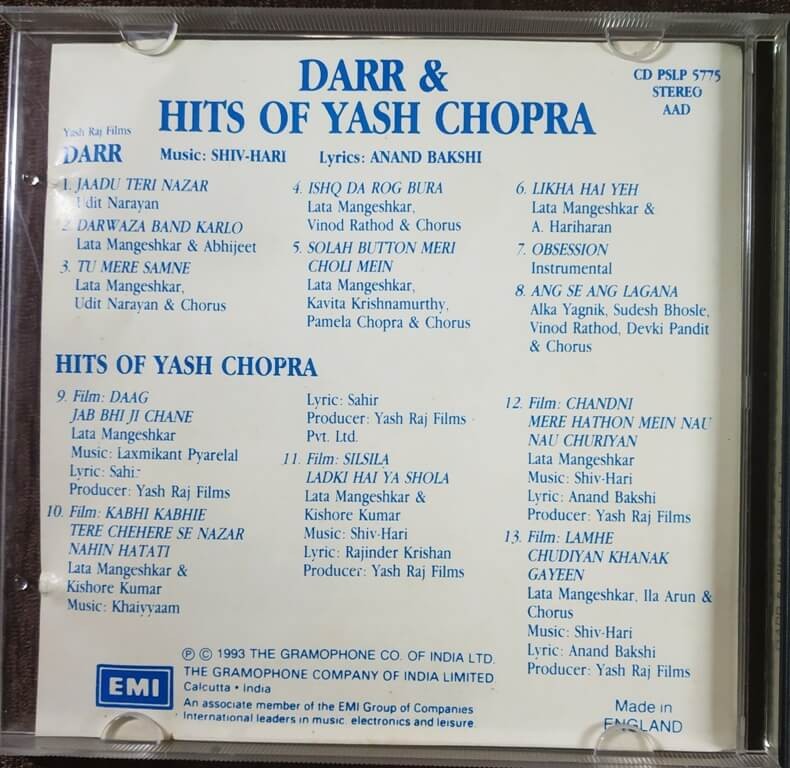 DARR &
HITS OF YASH CHOPRA
CD PSLP 5775
STEREO
AAD
Yash Raj Films
DARR
Music: SHIV-HARI
Lyrics: ANAND BAKSHI
1. JAADU TERI NAZAR
Udit Narayan
2. DARWAZA BAND KARLO
Lata Mangeshkar & Abhijeet
3. TU MERE SAMNE
Lata Mangeshkar,
Udit Narayan & Chorus
4. ISHQ DA ROG BURA
Lata Mangeshkar,
Vinod Rathod & Chorus
5. SOLAH BUTTON MERI
CHOLI MEIN
Lata Mangeshkar,
Kavita Krishnamurthy,
Pamela Chopra & Chorus
6. LIKHA HAI YEH
Lata Mangeshkar &
A. Hariharan
7. OBSESSION
Instrumental
8. ANG SE ANG LAGANA
Alka Yagnik, Sudesh Bhosle,
Vinod Rathod, Devki Pandit
& Chorus
HITS OF YASH CHOPRA
9. Film: DAAG
JAB BHI JI CHANE
Lata Mangeshkar
Music: Laxmikant Pyarelal
Lyric: Sahir
Producer: Yash Raj Films
10. Film: KABHI KABHIE
TERE CHEHERE SE NAZAR
NAHIN HATATI
Lata Mangeshkar &
Kishore Kumar
Music: Khaiyyaam
Lyric: Sahir
Producer: Yash Raj Films
Pvt. Ltd.
11. Film: SILSILA
LADKI HAI YA SHOLA
Lata Mangeshkar &
Kishore Kumar
Music: Shiv-Hari
Lyric: Rajinder Krishan
Producer: Yash Raj Films
12. Film: CHANDNI
MERE HATHON MEIN NAU
NAU CHURIYAN
Lata Mangeshkar
Music: Shiv-Hari
Lyric: Anand Bakshi
Producer: Yash Raj Films
13. Film: LAMHE
CHUDIYAN KHANAK
GAYEEN
Lata Mangeshkar, Ila Arun &
Chorus
Music: Shiv-Hari
Lyric: Anand Bakshi
Producer: Yash Raj Films
EMI
℗ © 1993 THE GRAMOPHONE CO. OF INDIA LTD.
THE GRAMOPHONE COMPANY OF INDIA LIMITED
Calcutta • India
An associate member of the EMI Group of Companies
International leaders in music, electronics and leisure.
Made in
ENGLAND